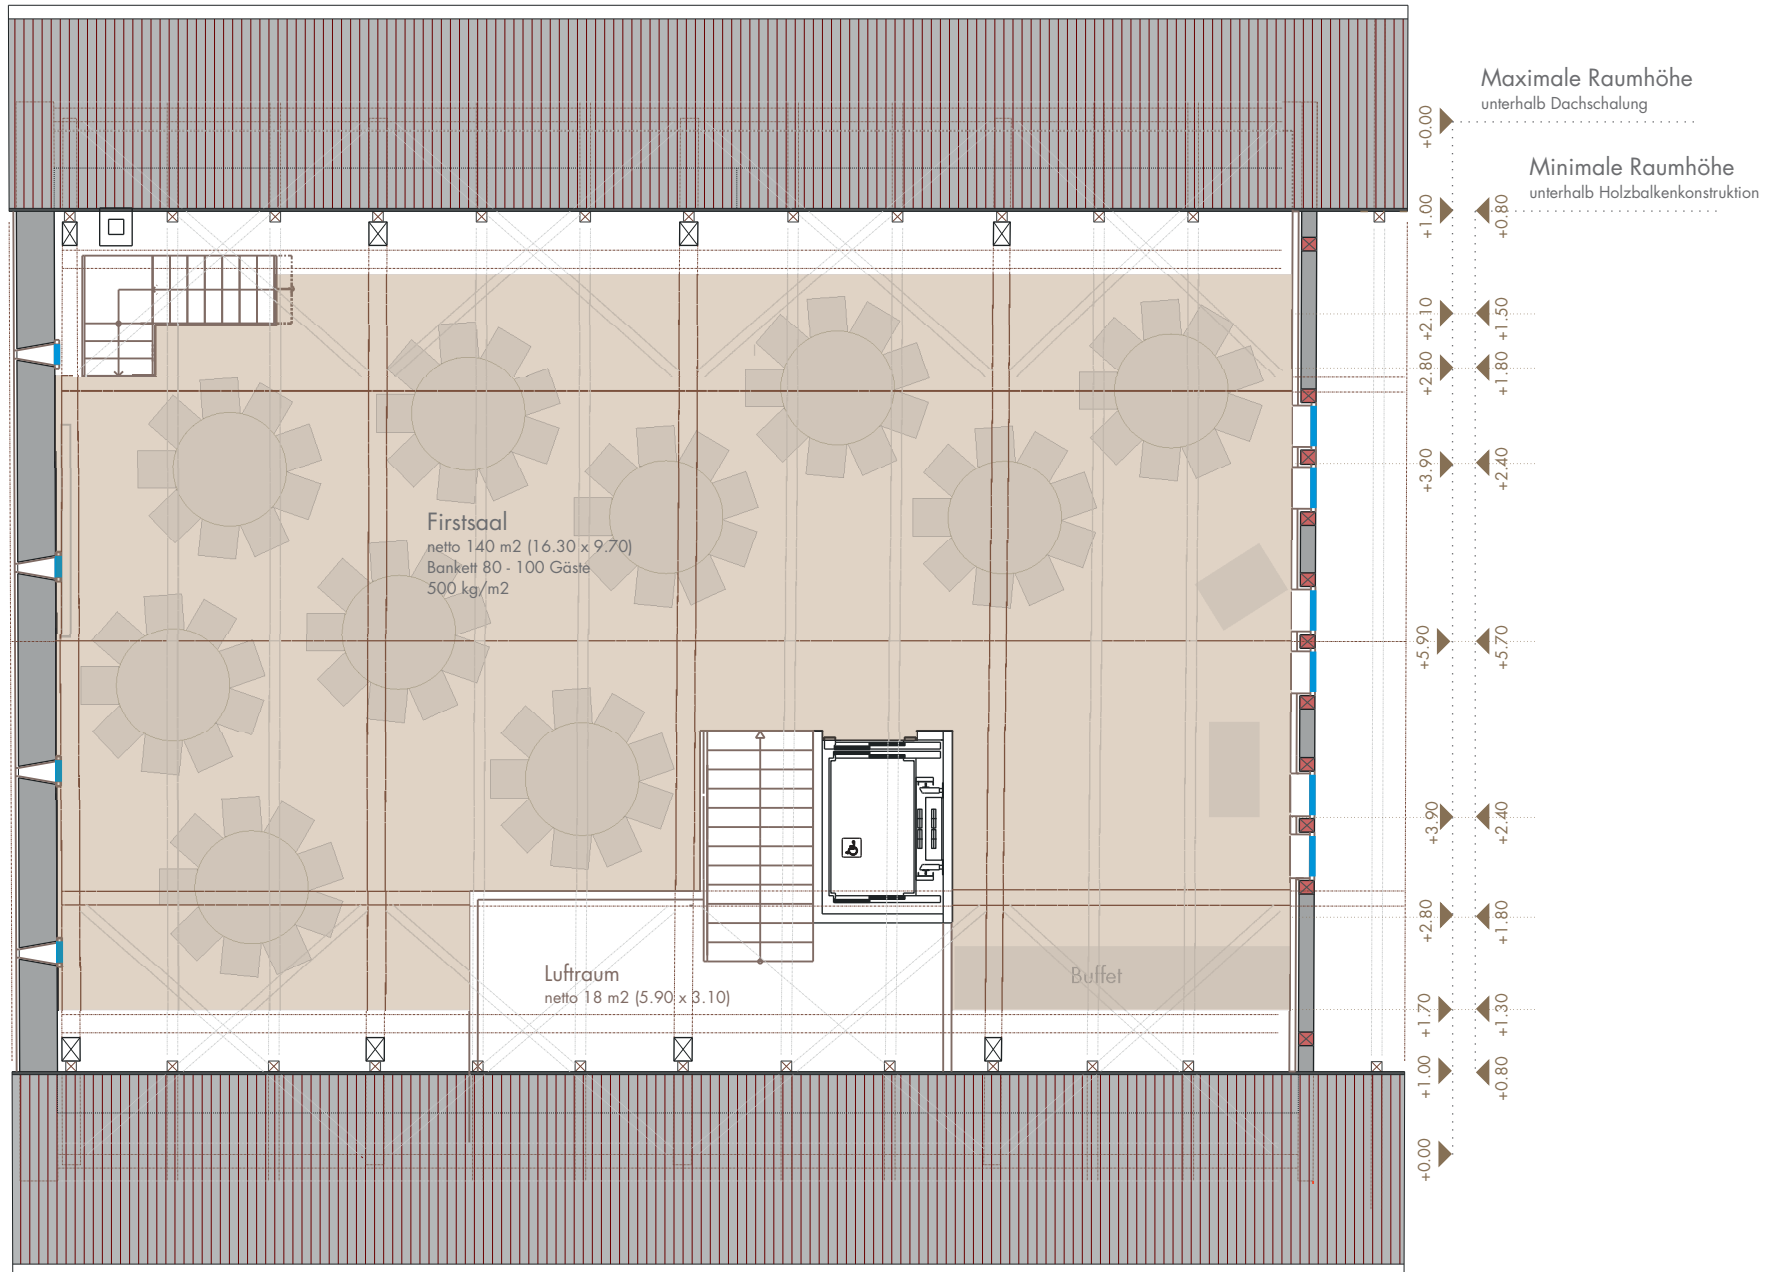 Maximale Raumhöhe
unterhalb Dachschalung
+0.00
Minimale Raumhöhe
unterhalb Holzbalkenkonstruktion
+1.00
+0.80
+2.10
+1.50
+2.80
+1.80
+3.90
+2.40
Firstsaal
netto 140 m2 (16.30 x 9.70)
Bankett 80 - 100 Gäste
500 kg/m2
+5.90
+5.70
+3.90
+2.40
+2.80
+1.80
Luftraum
netto 18 m2 (5.90 x 3.10)
Buffet
+1.70
+1.30
+1.00
+0.80
+0.00